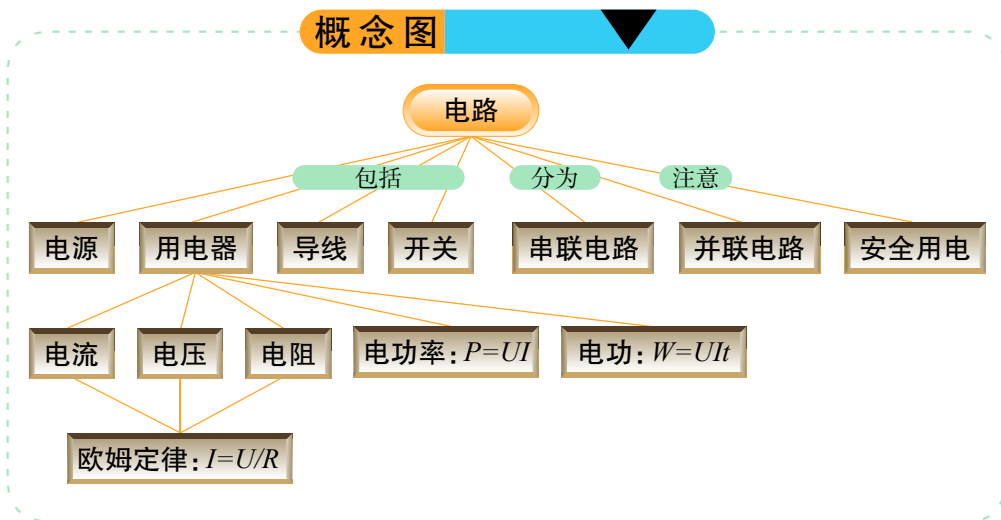 概念图
电路
包括 分为 注意
电源 用电器 导线 开关 串联电路 并联电路 安全用电
电流 电压 电阻 电功率：P=UI 电功：W=UIt
欧姆定律：I=U/R